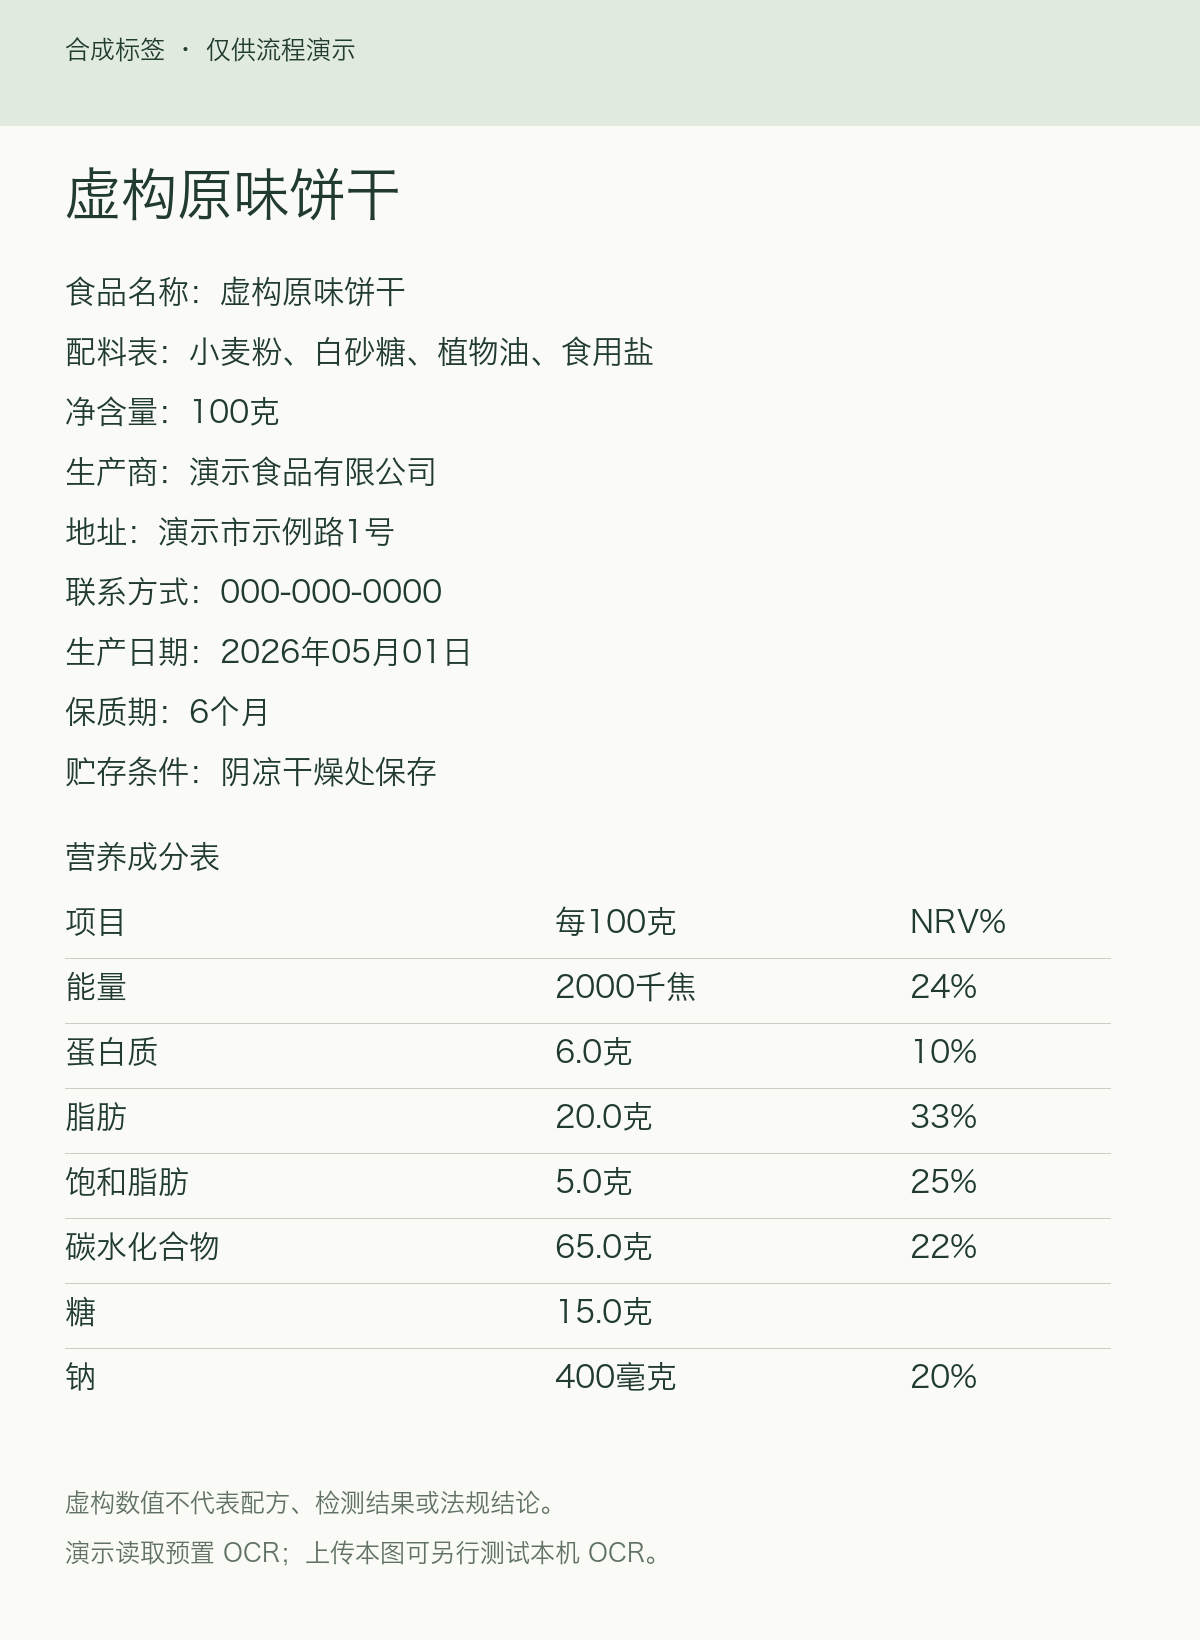 合成标签 · 仅供流程演示
虚构原味饼干
食品名称：虚构原味饼干
配料表：小麦粉、白砂糖、植物油、食用盐
净含量：100克
生产商：演示食品有限公司
地址：演示市示例路1号
联系方式：000-000-0000
生产日期：2026年05月01日
保质期：6个月
贮存条件：阴凉干燥处保存
营养成分表
项目 每100克 NRV%
能量 2000千焦 24%
蛋白质 6.0克 10%
脂肪 20.0克 33%
饱和脂肪 5.0克 25%
碳水化合物 65.0克 22%
糖 15.0克
钠 400毫克 20%
虚构数值不代表配方、检测结果或法规结论。
演示读取预置 OCR；上传本图可另行测试本机 OCR。